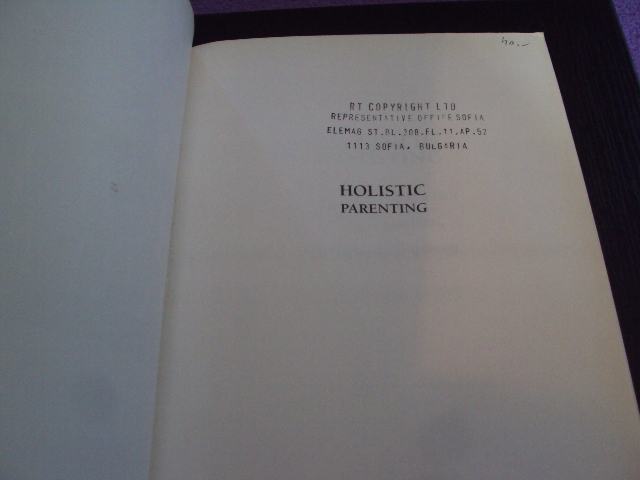 40.-
RT COPYRIGHT LTD
REPRESENTATIVE OFFICE SOFIA
ELEMAG ST.BL.308.FL.11.AP.52
1113 SOFIA, BULGARIA
HOLISTIC
PARENTING